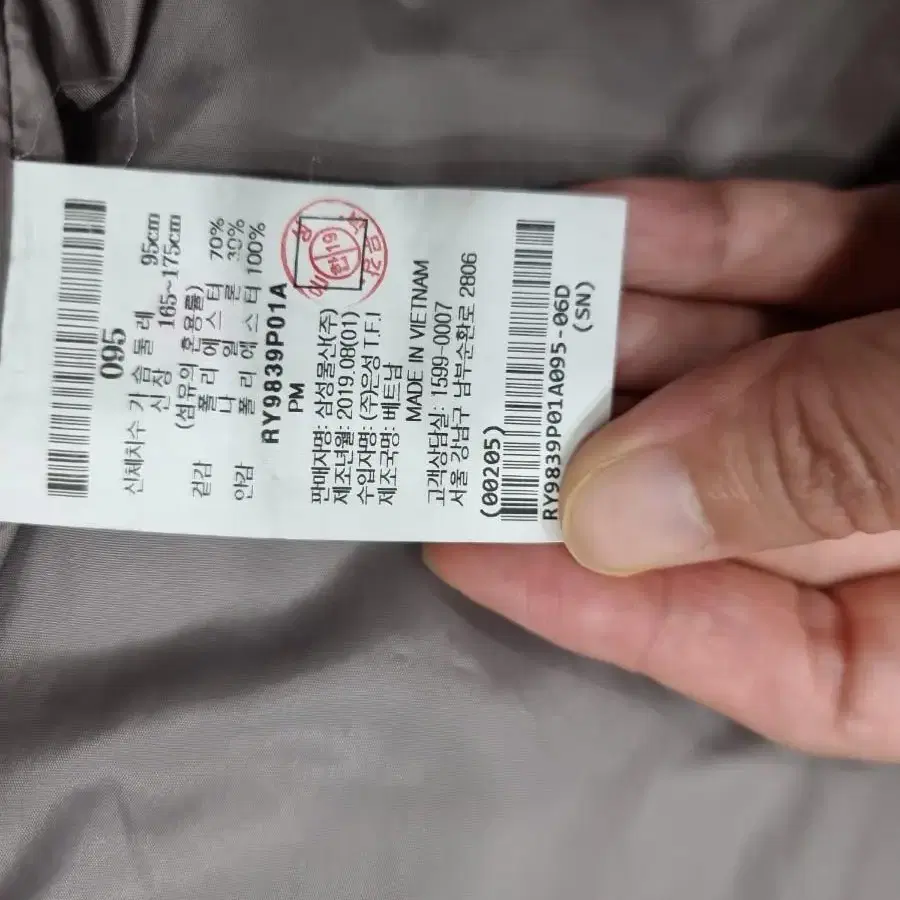 095
신체치수 가슴둘레 95cm
신장 165~175cm
(섬유의 혼용률)
겉감 폴리에스터 70%
나일론 30%
안감 폴리에스터 100%
RY9839P01A
PM
판매자명: 삼성물산(주)
제조년월: 2019.08(01)
수입자명: (주)은성 T.F.I
제조국명: 베트남
MADE IN VIETNAM
고객상담실: 1599-0007
서울 강남구 남부순환로 2806
(00205)
RY9839P01A095-06D
(SN)
합 19